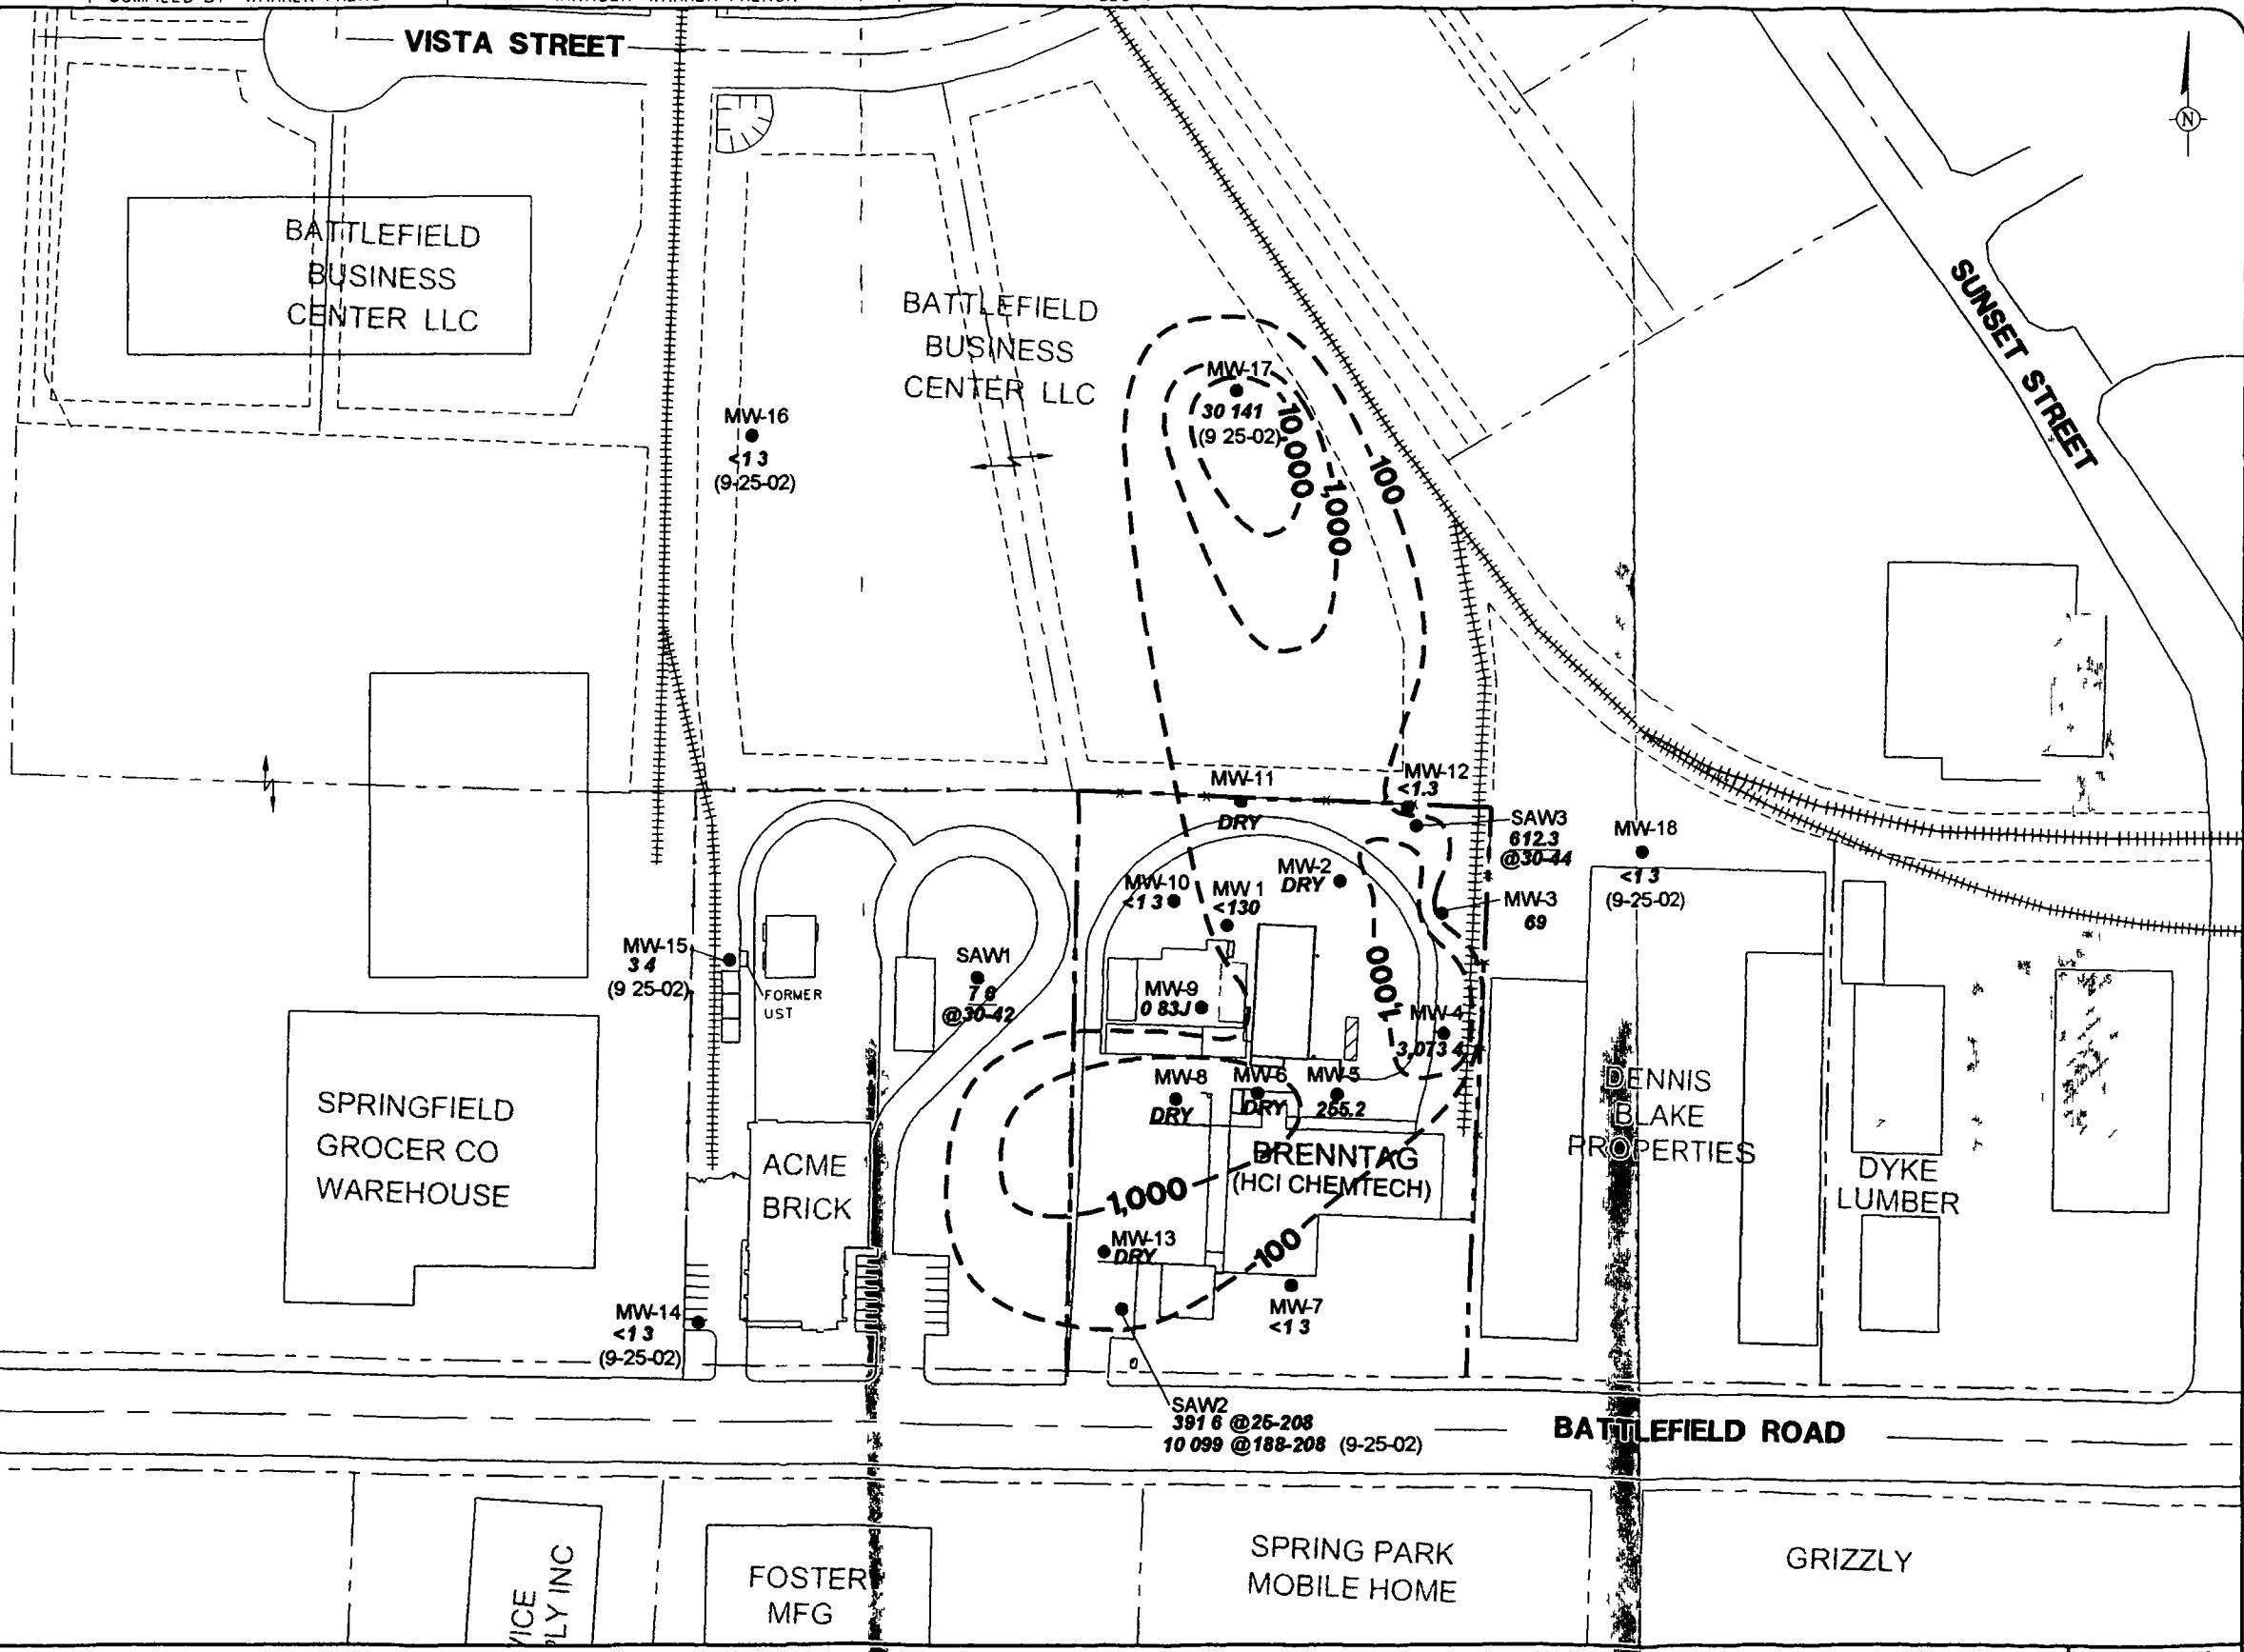 VISTA STREET
N
BATTLEFIELD
BUSINESS
CENTER LLC
BATTLEFIELD
BUSINESS
CENTER LLC
SUNSET STREET
MW-17
30 141
(9 25-02)
10,000
1,000
100
MW-16
<1 3
(9-25-02)
MW-11
DRY
MW-12
<1.3
SAW3
612.3
@30-44
MW-18
<1 3
(9-25-02)
MW-2
DRY
MW-10
<1 3
MW 1
<130
MW-3
69
MW-15
3 4
(9 25-02)
FORMER
UST
SAW1
7 6
@30-42
MW-9
0 83J
1,000
MW-4
3,073 4
MW-8
DRY
MW-6
DRY
MW-5
255.2
SPRINGFIELD
GROCER CO
WAREHOUSE
ACME
BRICK
1,000
BRENNTAG
(HCI CHEMTECH)
DENNIS
BLAKE
PROPERTIES
DYKE
LUMBER
MW-13
DRY
100
MW-7
<1 3
MW-14
<1 3
(9-25-02)
SAW2
391 6 @25-208
10 099 @188-208 (9-25-02)
BATTLEFIELD ROAD
VICE
PLY INC
FOSTER
MFG
SPRING PARK
MOBILE HOME
GRIZZLY